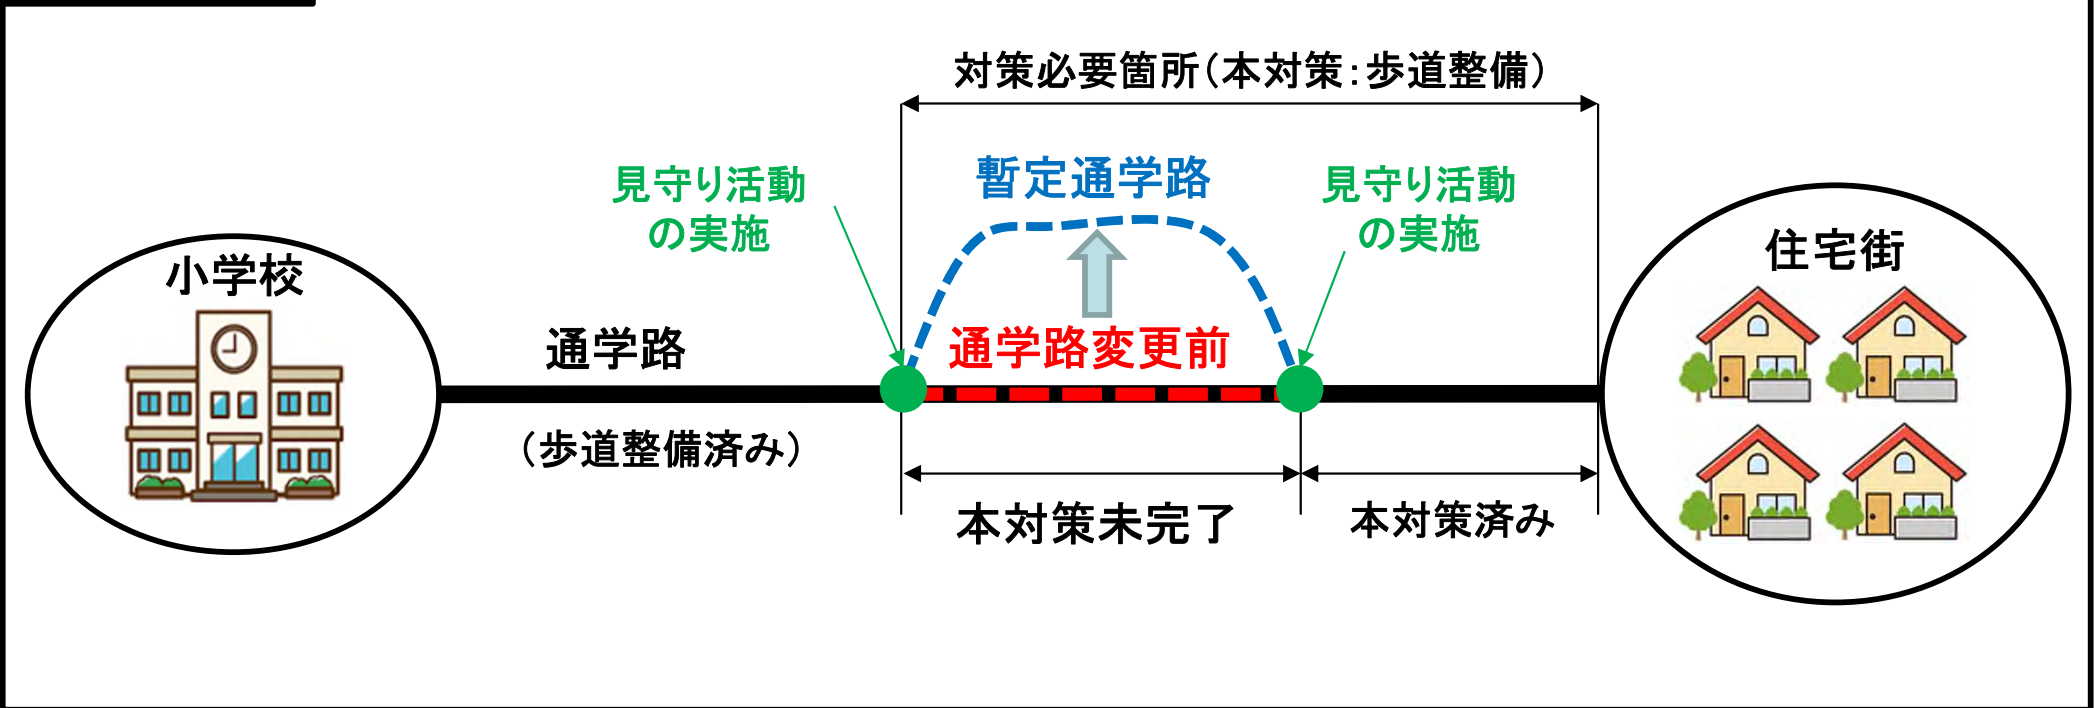 対策必要箇所(本対策:歩道整備)
見守り活動
の実施
暫定通学路
見守り活動
の実施
小学校
住宅街
通学路
通学路変更前
(歩道整備済み)
本対策未完了
本対策済み